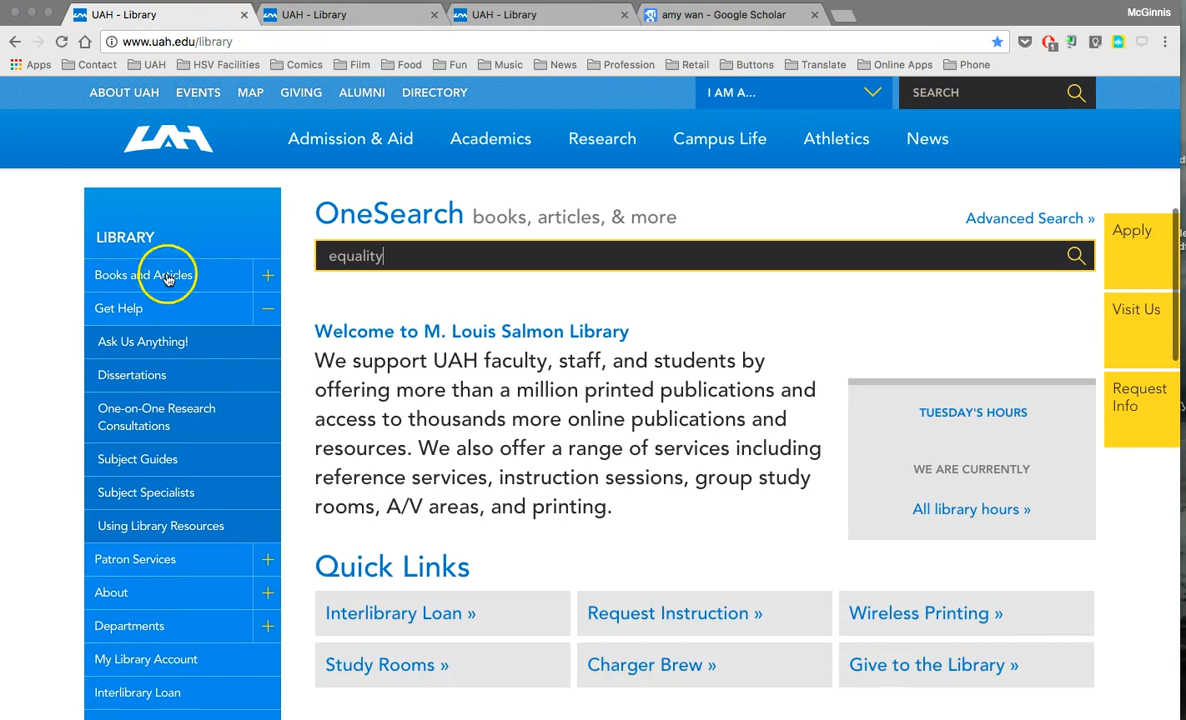 McGinnis
UAH - Library
UAH - Library
UAH - Library
amy wan - Google Scholar
www.uah.edu/library
Apps Contact UAH HSV Facilities Comics Film Food Fun Music News Profession Retail Buttons Translate Online Apps Phone
ABOUT UAH EVENTS MAP GIVING ALUMNI DIRECTORY
I AM A...
SEARCH
UAH
Admission & Aid Academics Research Campus Life Athletics News
LIBRARY
Books and Articles
Get Help
Ask Us Anything!
Dissertations
One-on-One Research
Consultations
Subject Guides
Subject Specialists
Using Library Resources
Patron Services
About
Departments
My Library Account
Interlibrary Loan
OneSearch books, articles, & more
Advanced Search »
equality
Welcome to M. Louis Salmon Library
We support UAH faculty, staff, and students by
offering more than a million printed publications and
access to thousands more online publications and
resources. We also offer a range of services including
reference services, instruction sessions, group study
rooms, A/V areas, and printing.
TUESDAY'S HOURS
WE ARE CURRENTLY
All library hours »
Quick Links
Interlibrary Loan »
Request Instruction »
Wireless Printing »
Study Rooms »
Charger Brew »
Give to the Library »
Apply
Visit Us
Request
Info